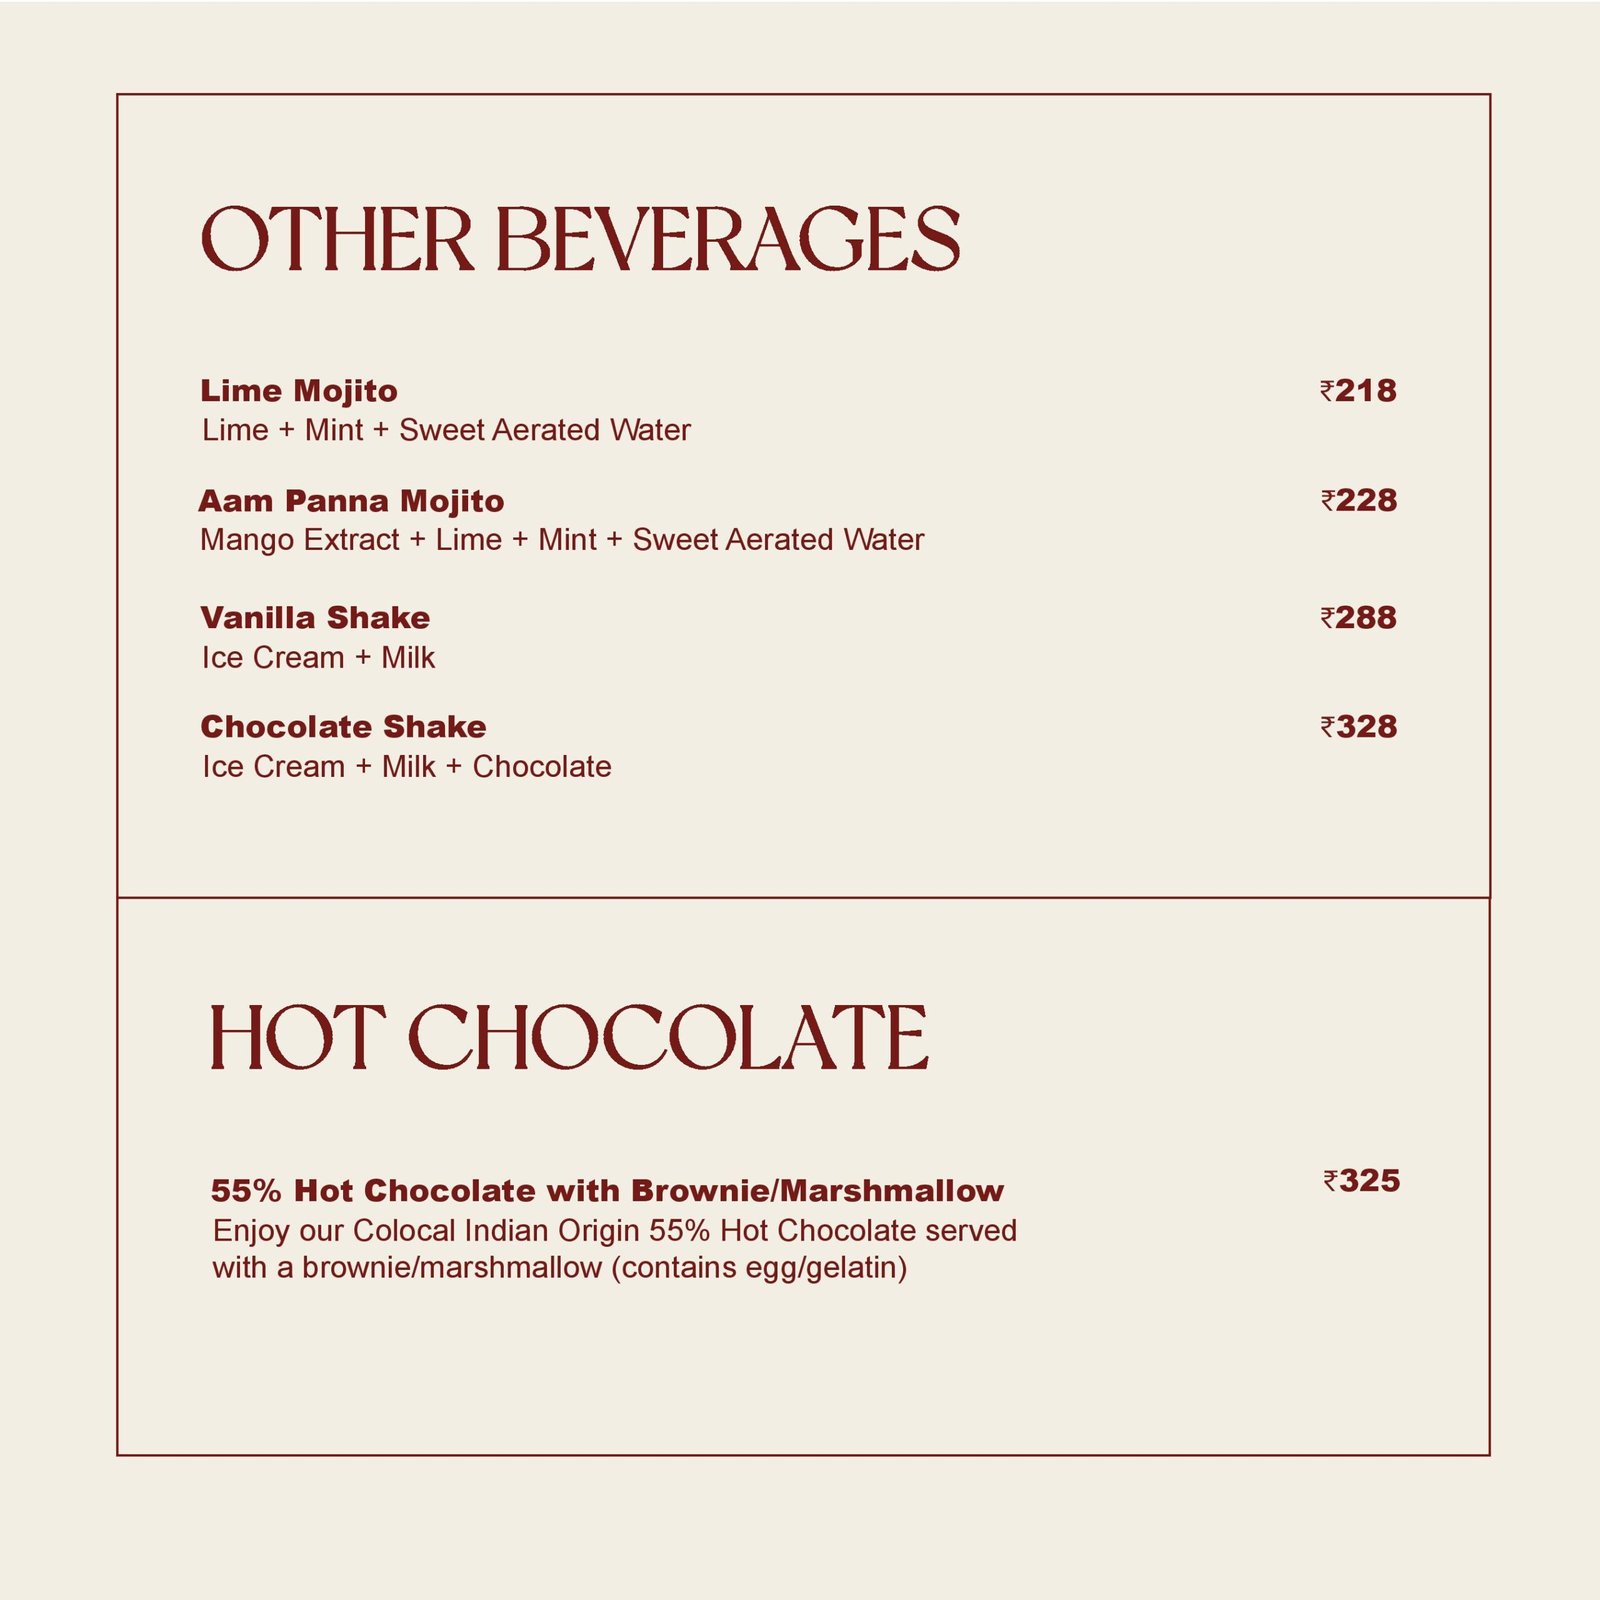 OTHER BEVERAGES
Lime Mojito ₹218
Lime + Mint + Sweet Aerated Water
Aam Panna Mojito ₹228
Mango Extract + Lime + Mint + Sweet Aerated Water
Vanilla Shake ₹288
Ice Cream + Milk
Chocolate Shake ₹328
Ice Cream + Milk + Chocolate
HOT CHOCOLATE
55% Hot Chocolate with Brownie/Marshmallow ₹325
Enjoy our Colocal Indian Origin 55% Hot Chocolate served
with a brownie/marshmallow (contains egg/gelatin)